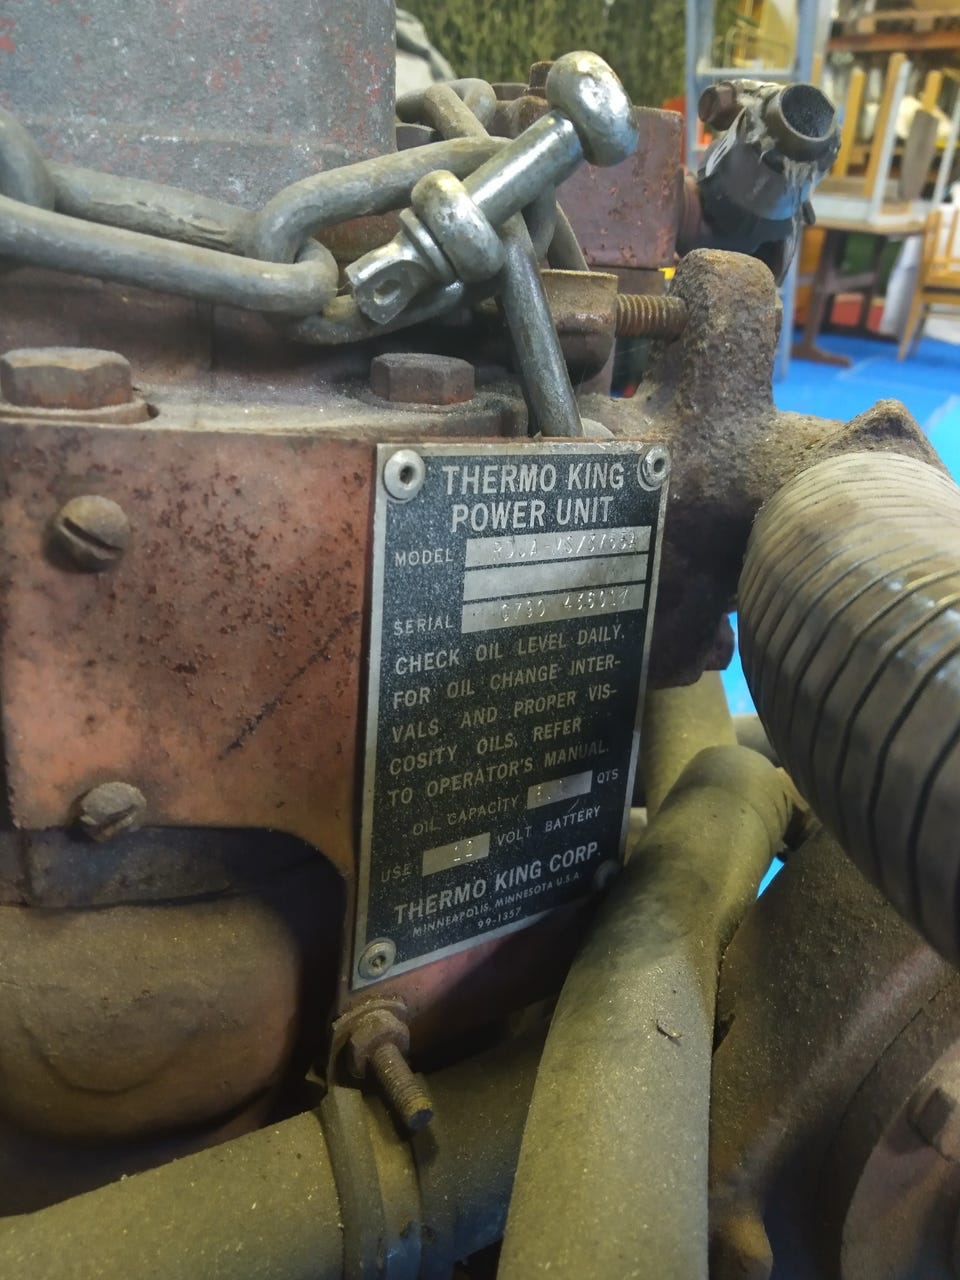 THERMO KING
POWER UNIT
MODEL
SERIAL
CHECK OIL LEVEL DAILY.
FOR OIL CHANGE INTER-
VALS AND PROPER VIS-
COSITY OILS, REFER
TO OPERATOR'S MANUAL.
OIL CAPACITY QTS
USE 12 VOLT BATTERY
THERMO KING CORP.
MINNEAPOLIS, MINNESOTA U.S.A.
99-1357